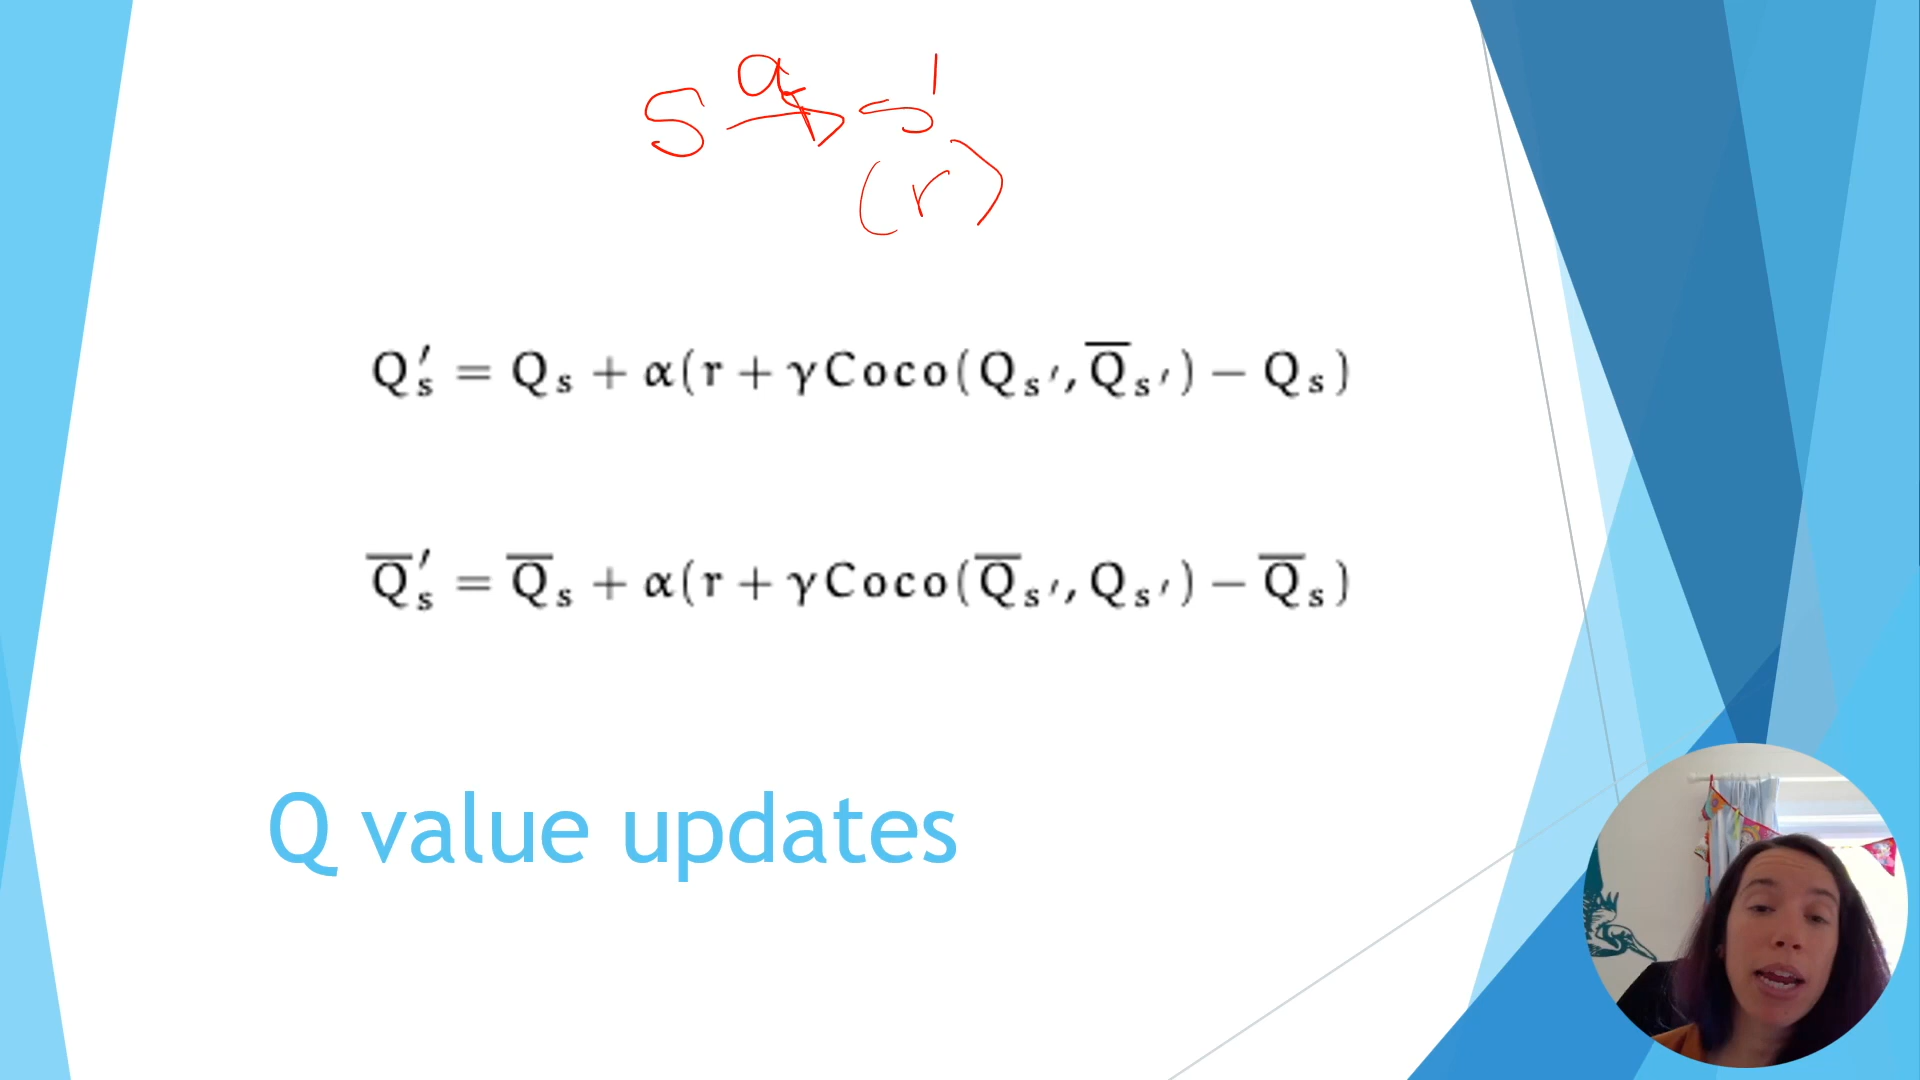 s a s'
(r)
Q′ₛ = Qₛ + α(r + γCoco(Qₛ′, Q̅ₛ′) − Qₛ)
Q̅′ₛ = Q̅ₛ + α(r + γCoco(Q̅ₛ′, Qₛ′) − Q̅ₛ)
Q value updates